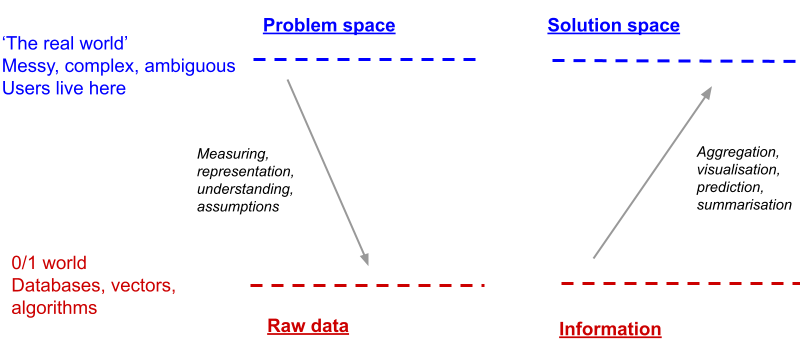 Problem space
Solution space
‘The real world’
Messy, complex, ambiguous
Users live here
Measuring,
representation,
understanding,
assumptions
Aggregation,
visualisation,
prediction,
summarisation
0/1 world
Databases, vectors,
algorithms
Raw data
Information